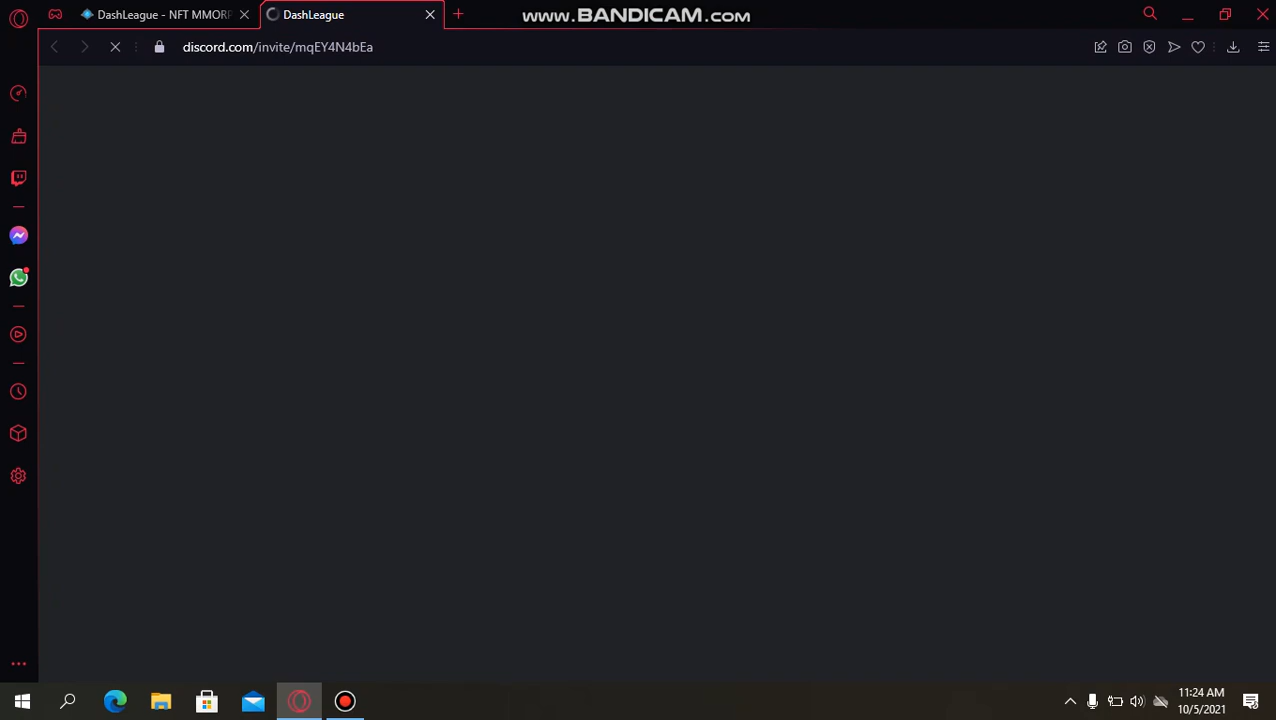 DashLeague - NFT MMORP
DashLeague
www.BANDICAM.com
discord.com/invite/mqEY4N4bEa
11:24 AM
10/5/2021